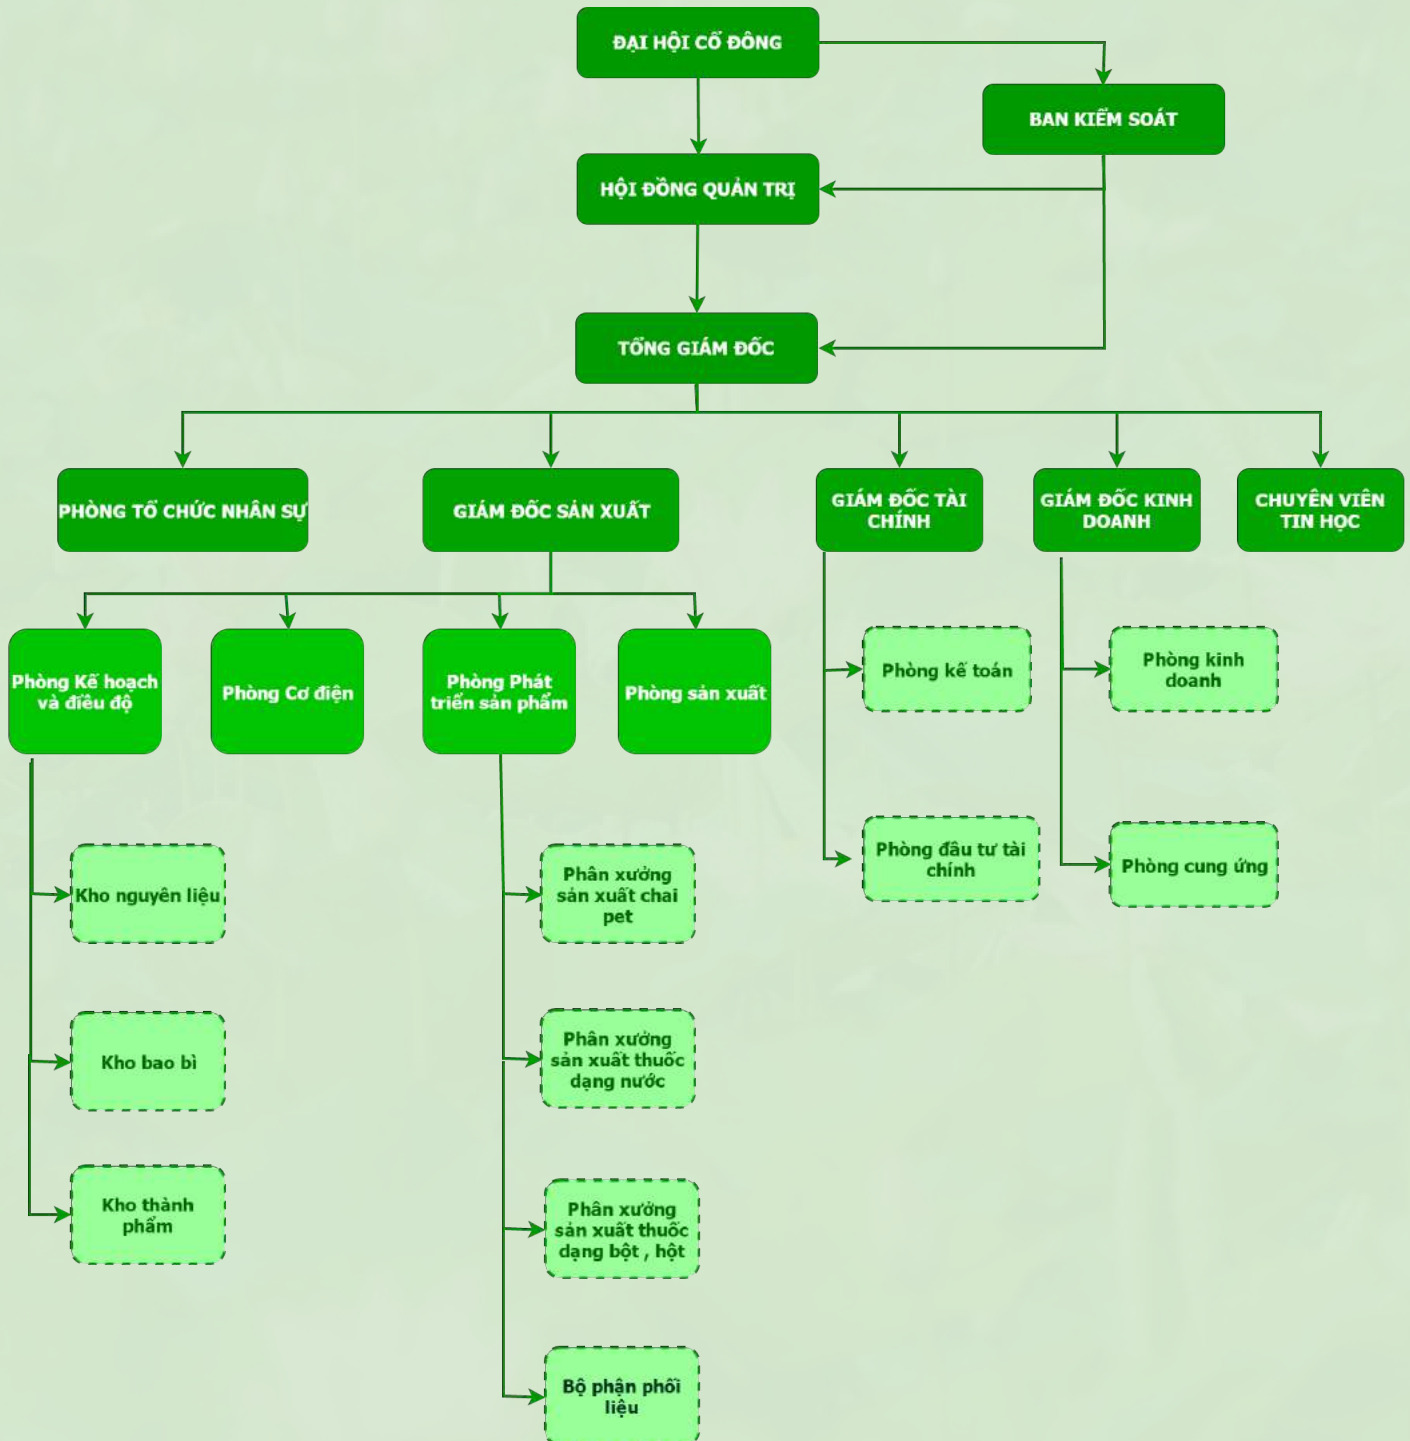 ĐẠI HỘI CỔ ĐÔNG
BAN KIỂM SOÁT
HỘI ĐỒNG QUẢN TRỊ
TỔNG GIÁM ĐỐC
PHÒNG TỔ CHỨC NHÂN SỰ
GIÁM ĐỐC SẢN XUẤT
GIÁM ĐỐC TÀI
CHÍNH
GIÁM ĐỐC KINH
DOANH
CHUYÊN VIÊN
TIN HỌC
Phòng Kế hoạch
và điều độ
Phòng Cơ điện
Phòng Phát
triển sản phẩm
Phòng sản xuất
Phòng kế toán
Phòng kinh
doanh
Phòng đầu tư tài
chính
Phòng cung ứng
Kho nguyên liệu
Phân xưởng
sản xuất chai
pet
Kho bao bì
Phân xưởng
sản xuất thuốc
dạng nước
Kho thành
phẩm
Phân xưởng
sản xuất thuốc
dạng bột , hột
Bộ phận phối
liệu